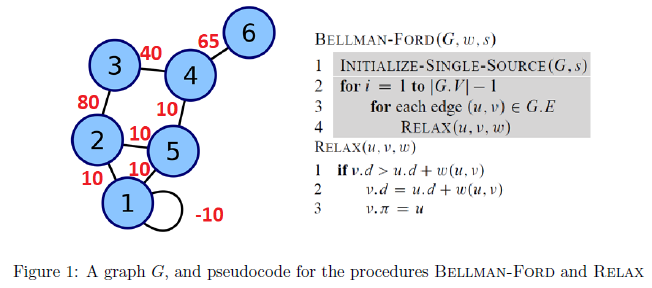 6
65
40
3
4
80
10
10
2
5
10
10
1
-10
BELLMAN-FORD(G, w, s)
1 INITIALIZE-SINGLE-SOURCE(G, s)
2 for i = 1 to |G.V| – 1
3 for each edge (u, v) ∈ G.E
4 RELAX(u, v, w)
RELAX(u, v, w)
1 if v.d > u.d + w(u, v)
2 v.d = u.d + w(u, v)
3 v.π = u
Figure 1: A graph G, and pseudocode for the procedures BELLMAN-FORD and RELAX